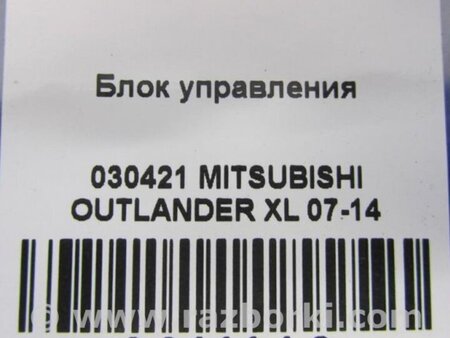 Блок управления
030421 MITSUBISHI
OUTLANDER XL 07-14
www.razborki.com